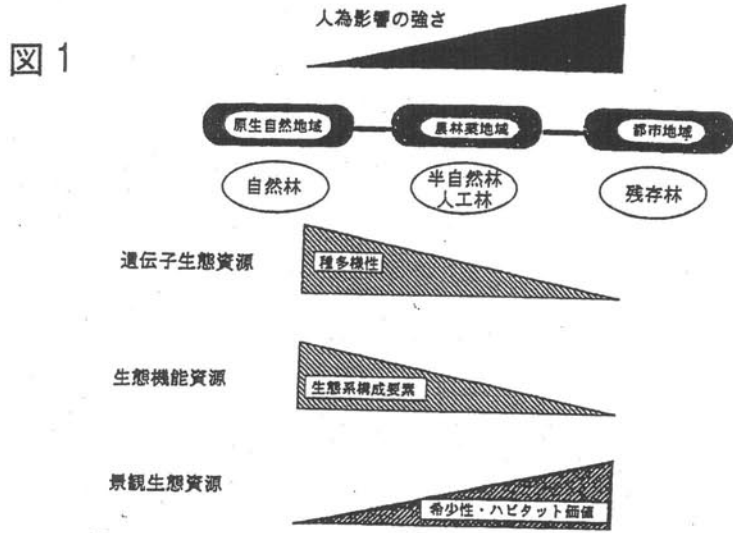 図1
人為影響の強さ
原生自然地域
農林業地域
都市地域
自然林
半自然林
人工林
残存林
遺伝子生態資源
種多様性
生態機能資源
生態系構成要素
景観生態資源
希少性・ハビタット価値